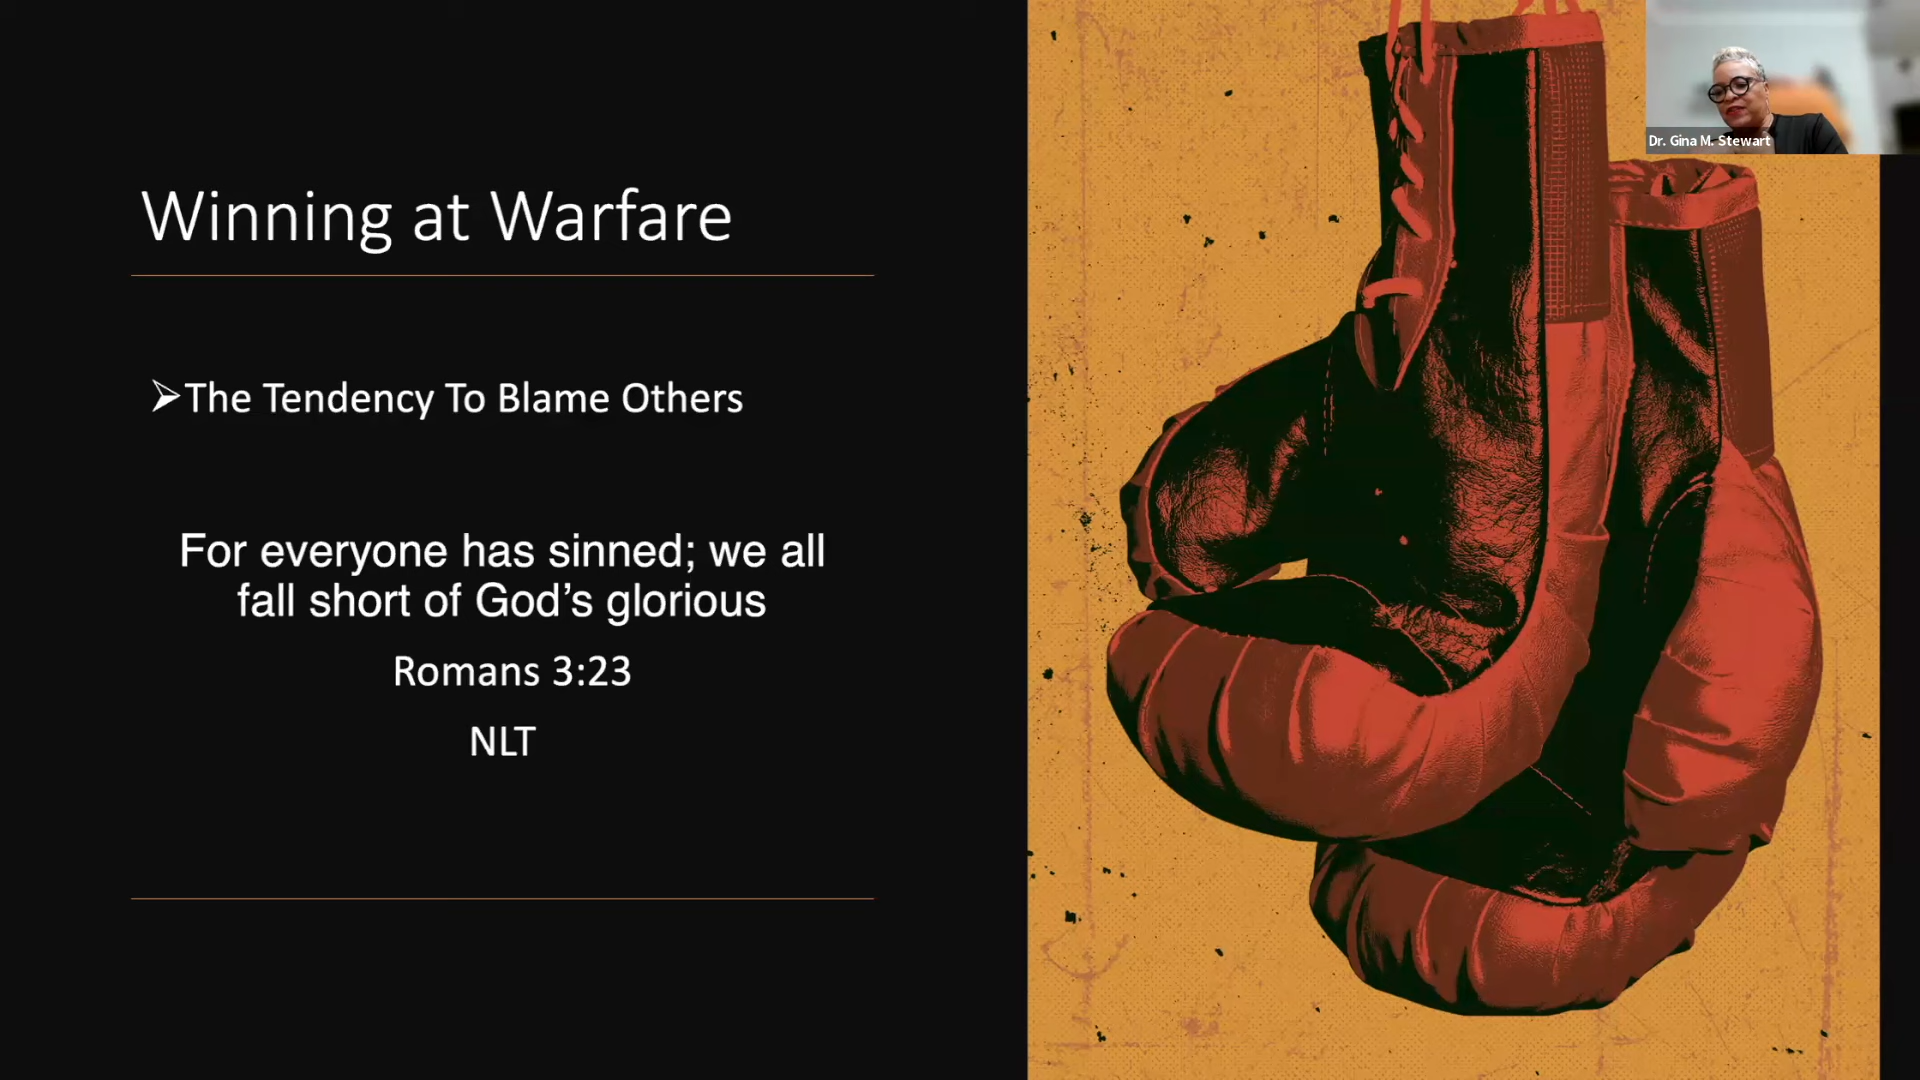 Winning at Warfare
Dr. Gina M. Stewart
➢The Tendency To Blame Others
For everyone has sinned; we all
fall short of God’s glorious
Romans 3:23
NLT